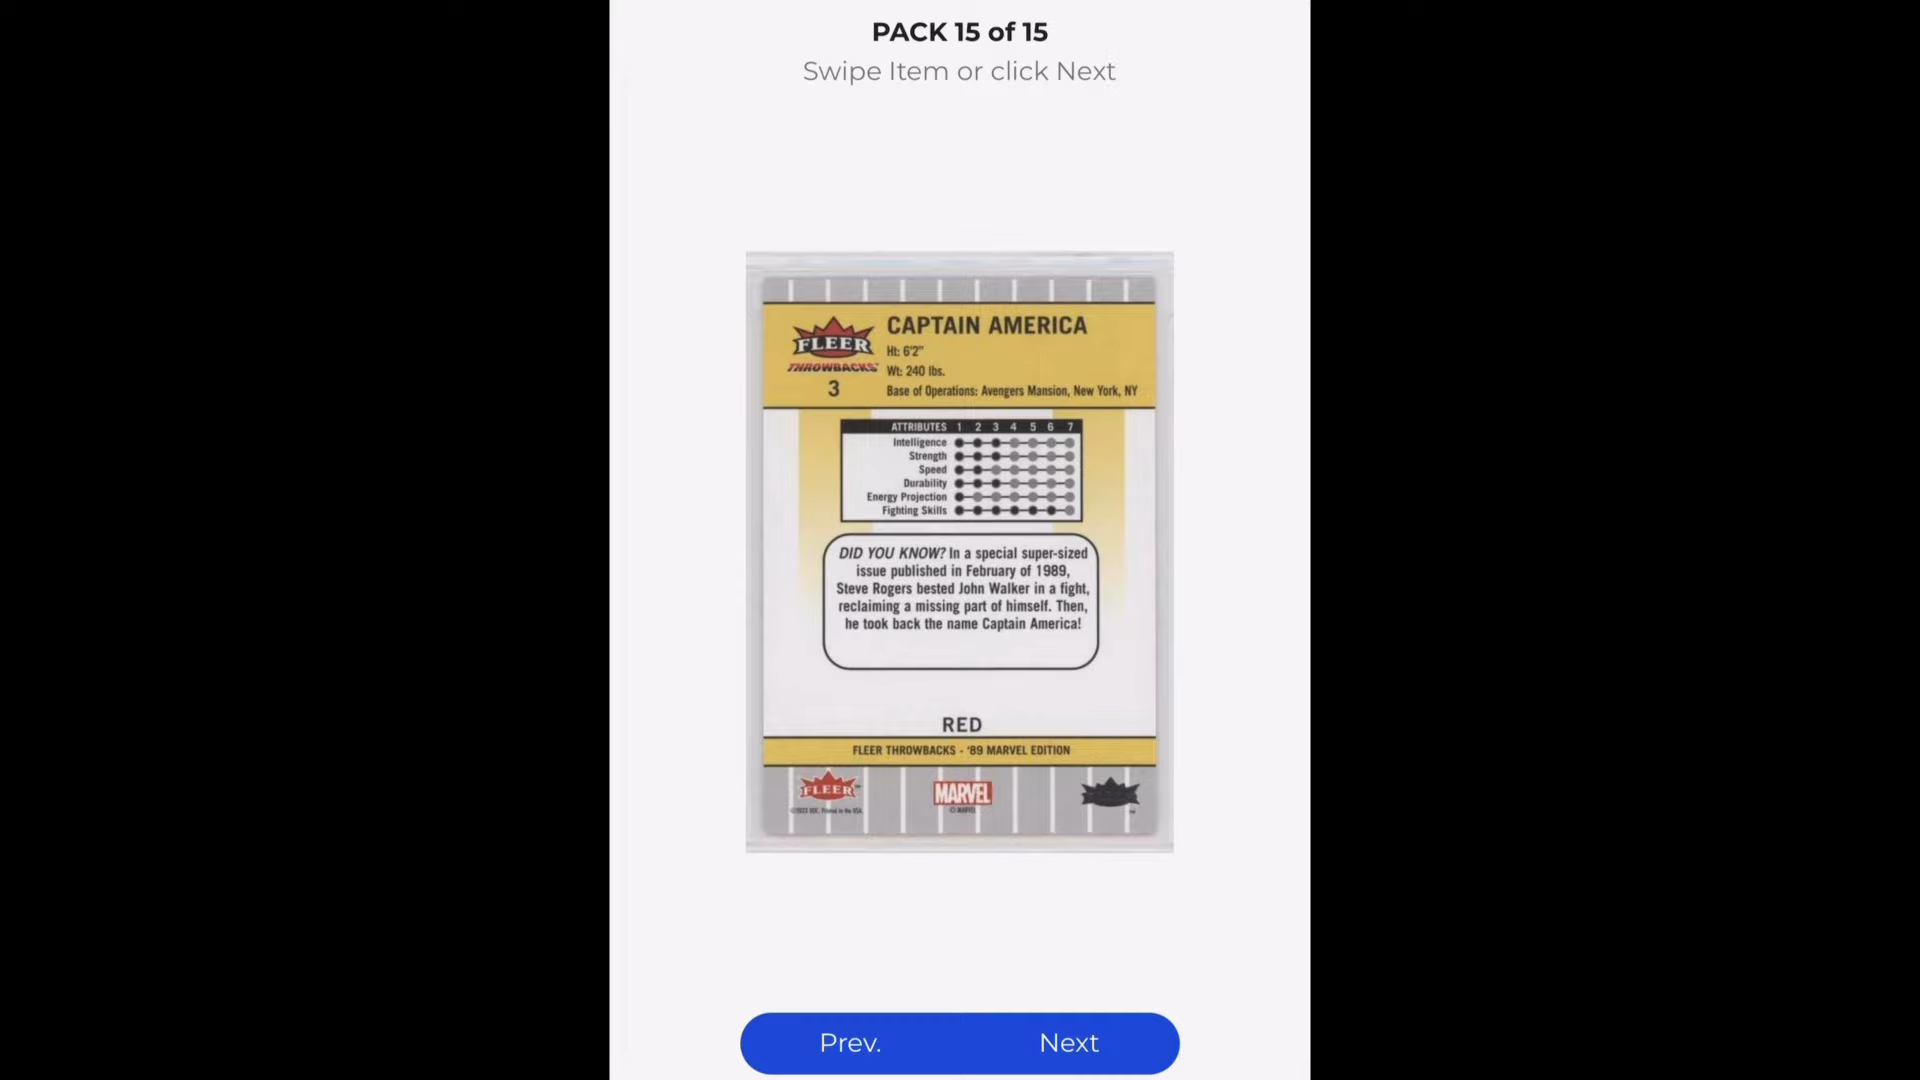 PACK 15 of 15
Swipe Item or click Next
FLEER
THROWBACKS
3
CAPTAIN AMERICA
Ht: 6'2"
Wt: 240 lbs.
Base of Operations: Avengers Mansion, New York, NY
ATTRIBUTES 1 2 3 4 5 6 7
Intelligence
Strength
Speed
Durability
Energy Projection
Fighting Skills
DID YOU KNOW? In a special super-sized
issue published in February of 1989,
Steve Rogers bested John Walker in a fight,
reclaiming a missing part of himself. Then,
he took back the name Captain America!
RED
FLEER THROWBACKS - '89 MARVEL EDITION
FLEER
MARVEL
© MARVEL
Prev.
Next